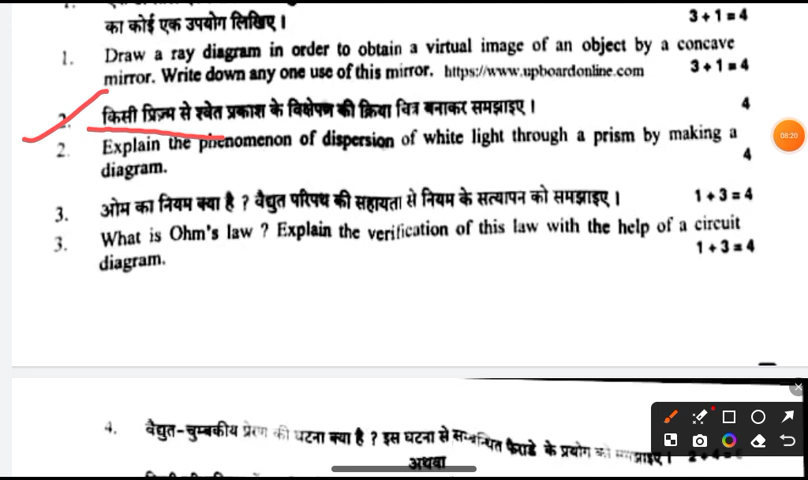 का कोई एक उपयोग लिखिए। 3 + 1 = 4
1. Draw a ray diagram in order to obtain a virtual image of an object by a concave
mirror. Write down any one use of this mirror. https://www.upboardonline.com 3 + 1 = 4
2. किसी प्रिज़्म से श्वेत प्रकाश के विक्षेपण की क्रिया चित्र बनाकर समझाइए। 4
2. Explain the phenomenon of dispersion of white light through a prism by making a
diagram. 4
3. ओम का नियम क्या है ? वैद्युत परिपथ की सहायता से नियम के सत्यापन को समझाइए। 1 + 3 = 4
3. What is Ohm's law ? Explain the verification of this law with the help of a circuit
diagram. 1 + 3 = 4
08:20
4. वैद्युत-चुम्बकीय प्रेरण की घटना क्या है ? इस घटना से सम्बन्धित फैराडे के प्रयोग को
अथवा